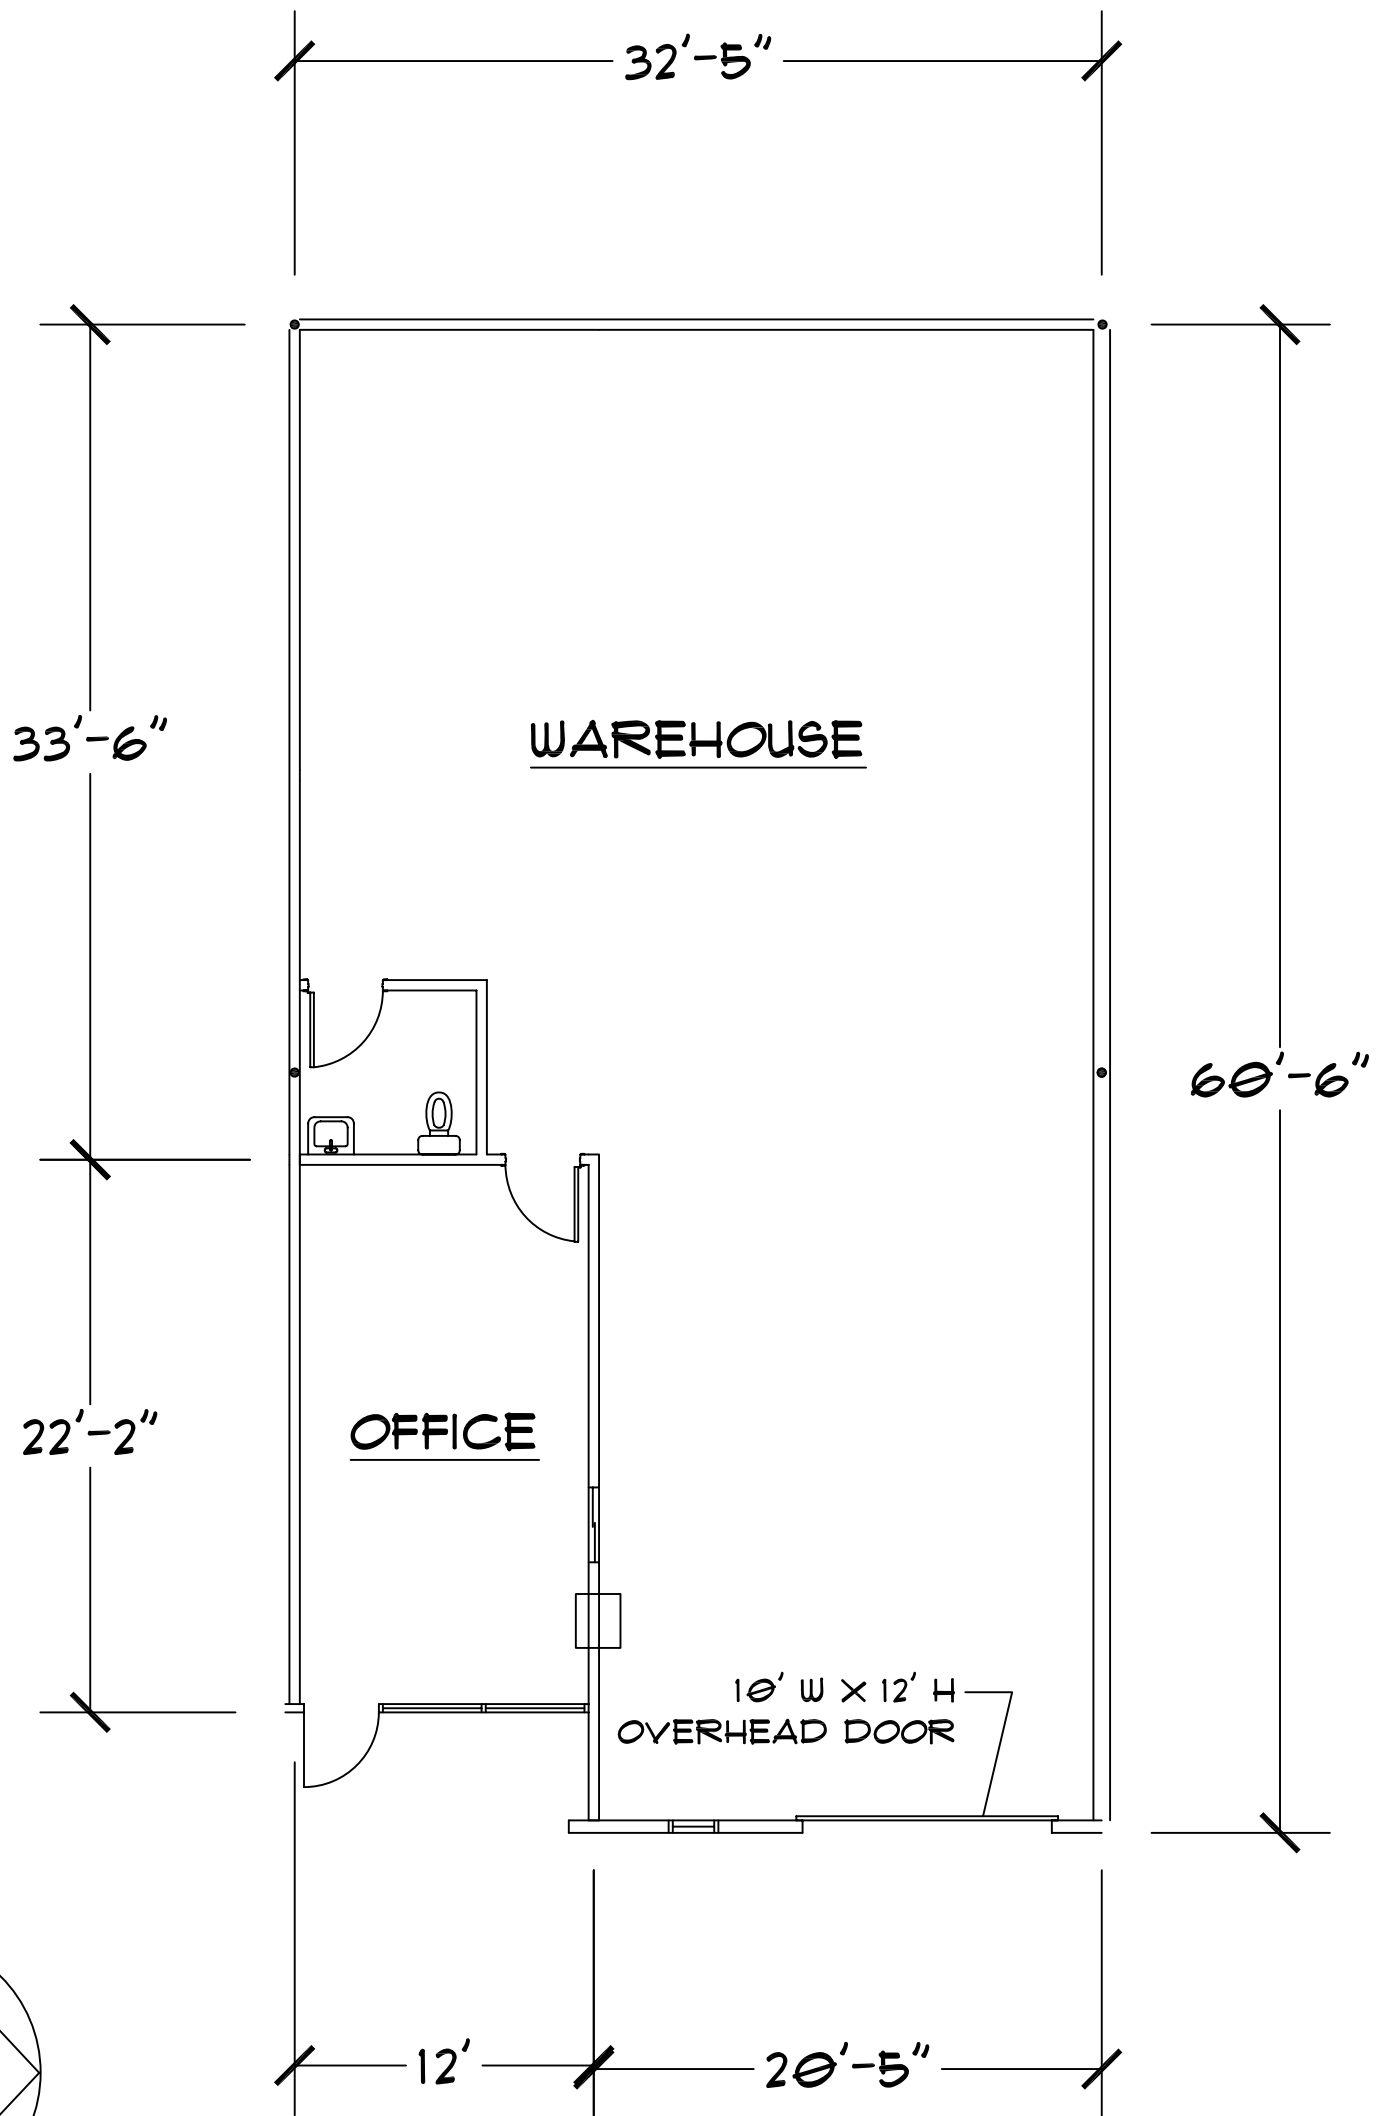 32'-5"
WAREHOUSE
33'-6"
60'-6"
OFFICE
22'-2"
10' W X 12' H
OVERHEAD DOOR
12'
20'-5"